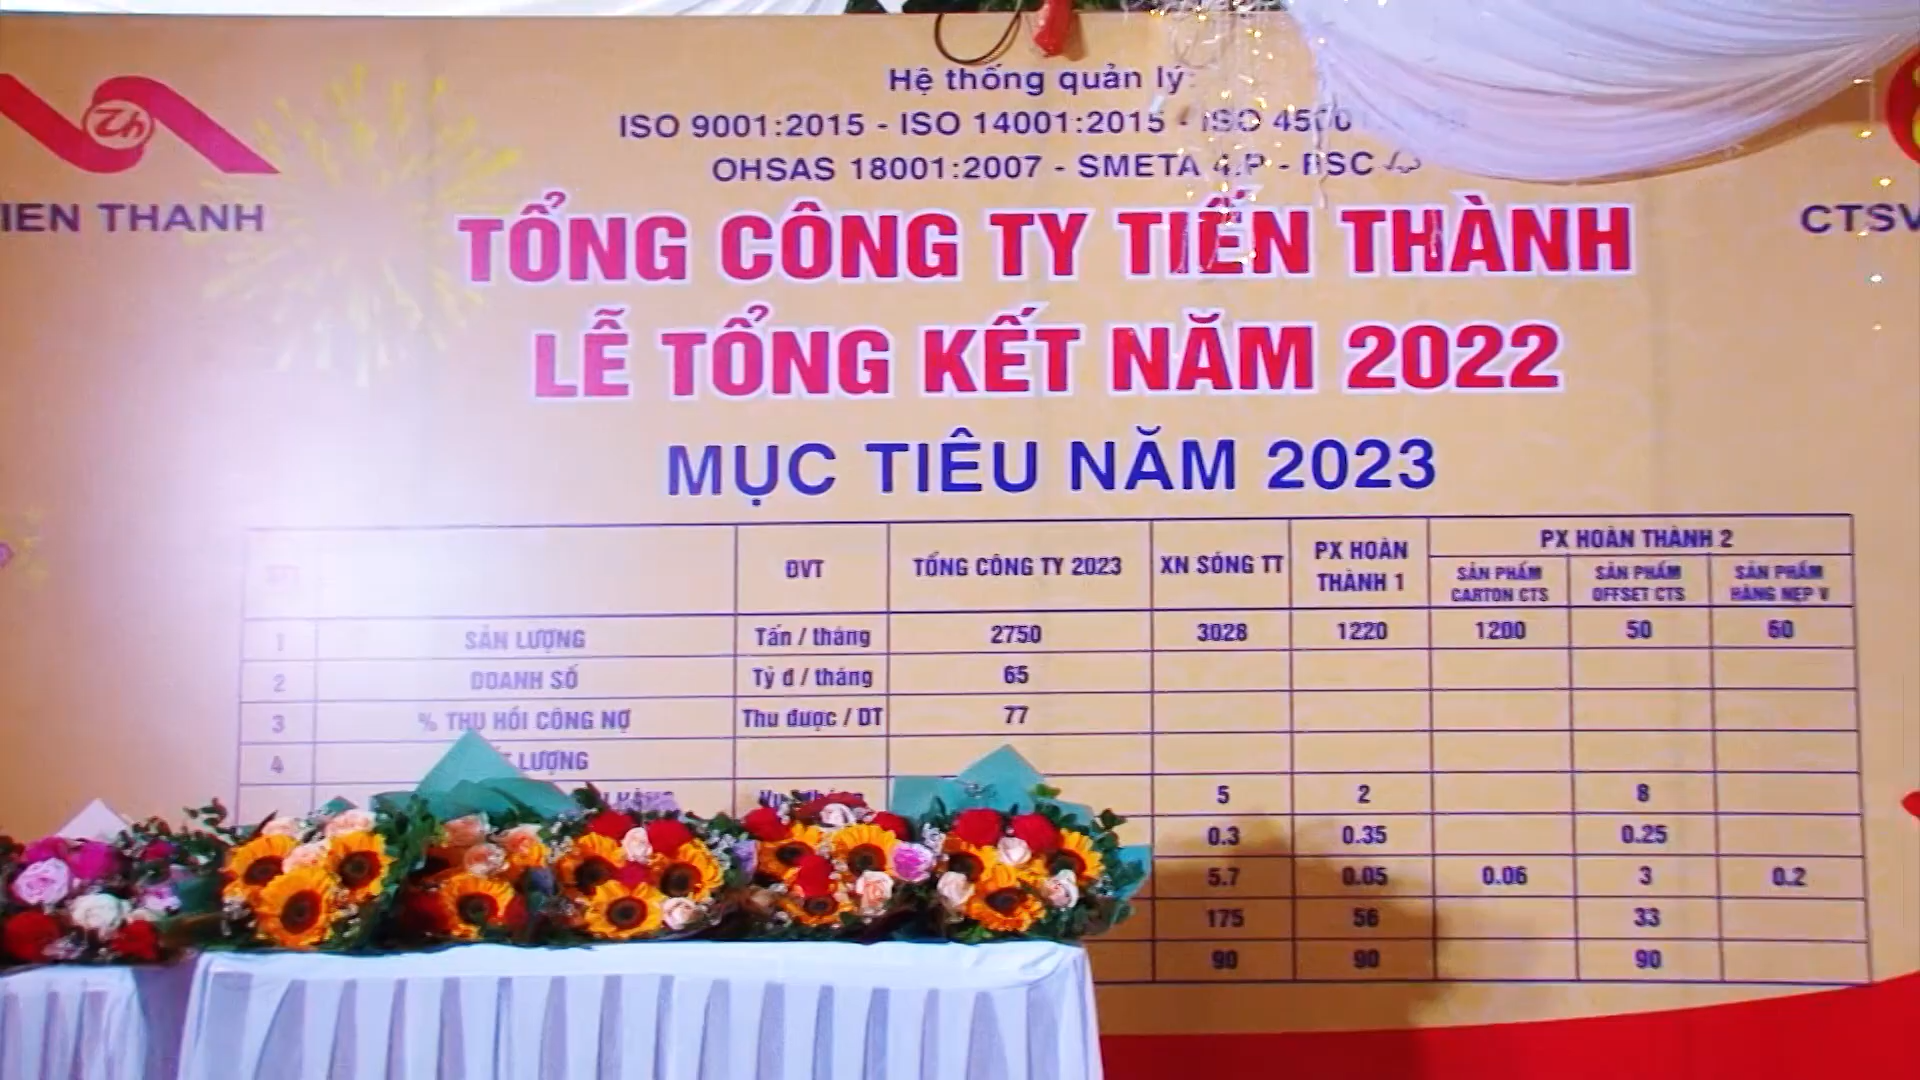 Hệ thống quản lý:
ISO 9001:2015 - ISO 14001:2015 - ISO
OHSAS 18001:2007 - SMETA
IEN THANH
CTSV
TỔNG CÔNG TY TIẾN THÀNH
LỄ TỔNG KẾT NĂM 2022
MỤC TIÊU NĂM 2023
ĐVT TỔNG CÔNG TY 2023 XN SÓNG TT PX HOÀN THÀNH 1 PX HOÀN THÀNH 2
SẢN PHẨM CARTON CTS SẢN PHẨM OFFSET CTS SẢN PHẨM
1 SẢN LƯỢNG Tấn / tháng 2750 3028 1220 1200 50 60
2 DOANH SỐ Tỷ đ / tháng 65
3 % THU HỒI CÔNG NỢ Thu được / DT 77
4 LƯỢNG
5 2 8
0.3 0.35 0.25
5.7 0.05 0.06 3 0.2
175 56 33
90 90 90